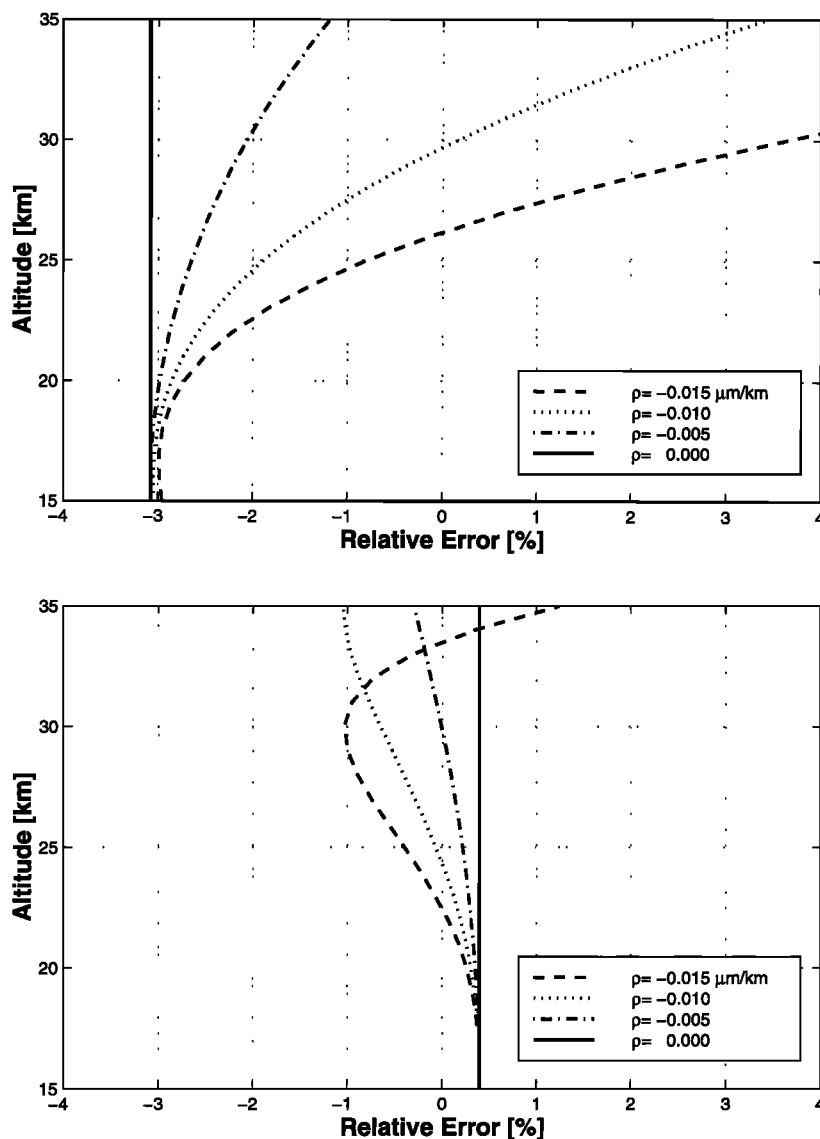 35
30
25
20
15
Altitude [km]
ρ= −0.015 μm/km
ρ= −0.010
ρ= −0.005
ρ= 0.000
−4 −3 −2 −1 0 1 2 3 4
Relative Error [%]
35
30
25
20
15
Altitude [km]
ρ= −0.015 μm/km
ρ= −0.010
ρ= −0.005
ρ= 0.000
−4 −3 −2 −1 0 1 2 3 4
Relative Error [%]